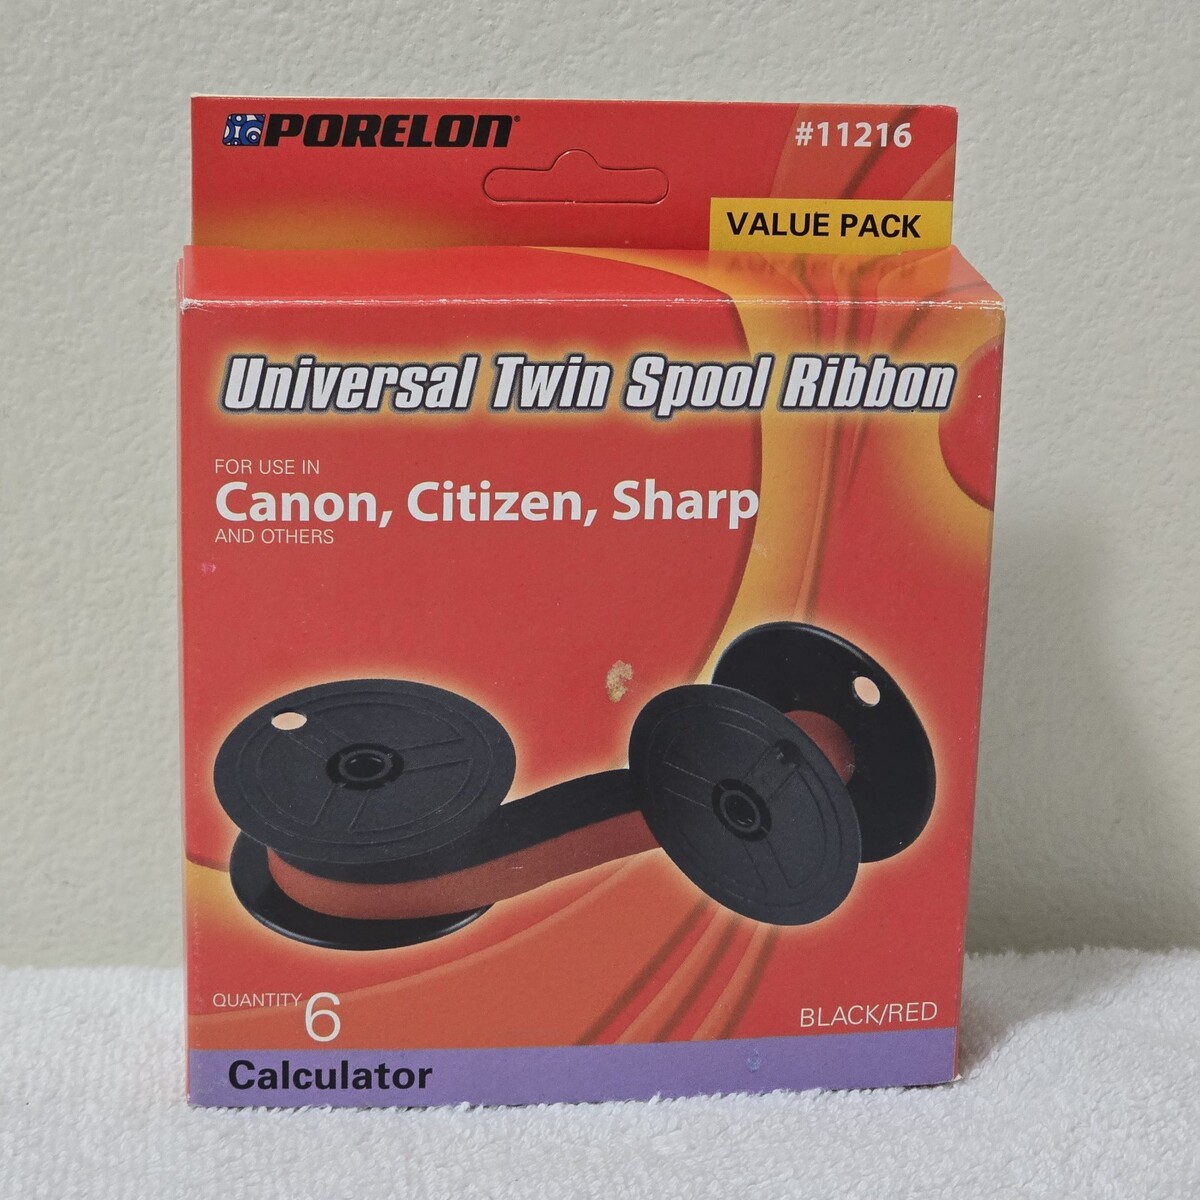 PORELON®
#11216
VALUE PACK
Universal Twin Spool Ribbon
FOR USE IN
Canon, Citizen, Sharp
AND OTHERS
QUANTITY 6
BLACK/RED
Calculator